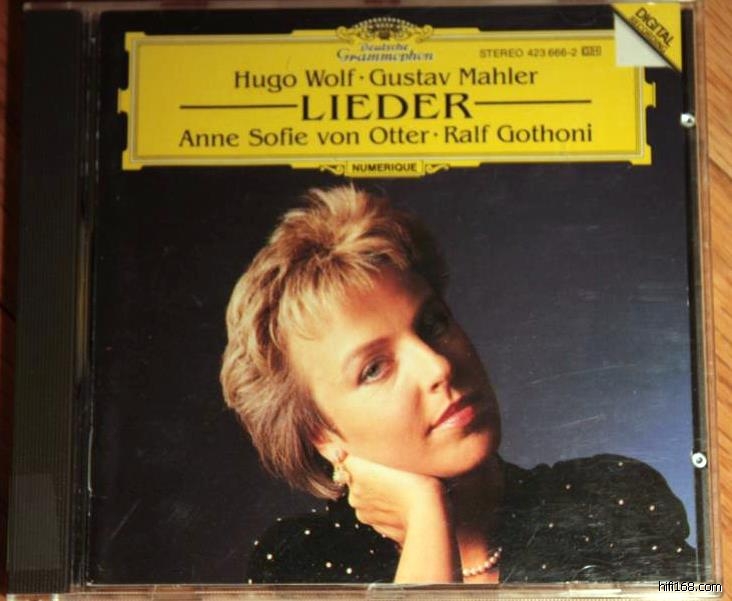 Deutsche
Grammophon
STEREO 423 666-2
DIGITAL
Hugo Wolf · Gustav Mahler
LIEDER
Anne Sofie von Otter · Ralf Gothoni
NUMERIQUE
hifi168.com